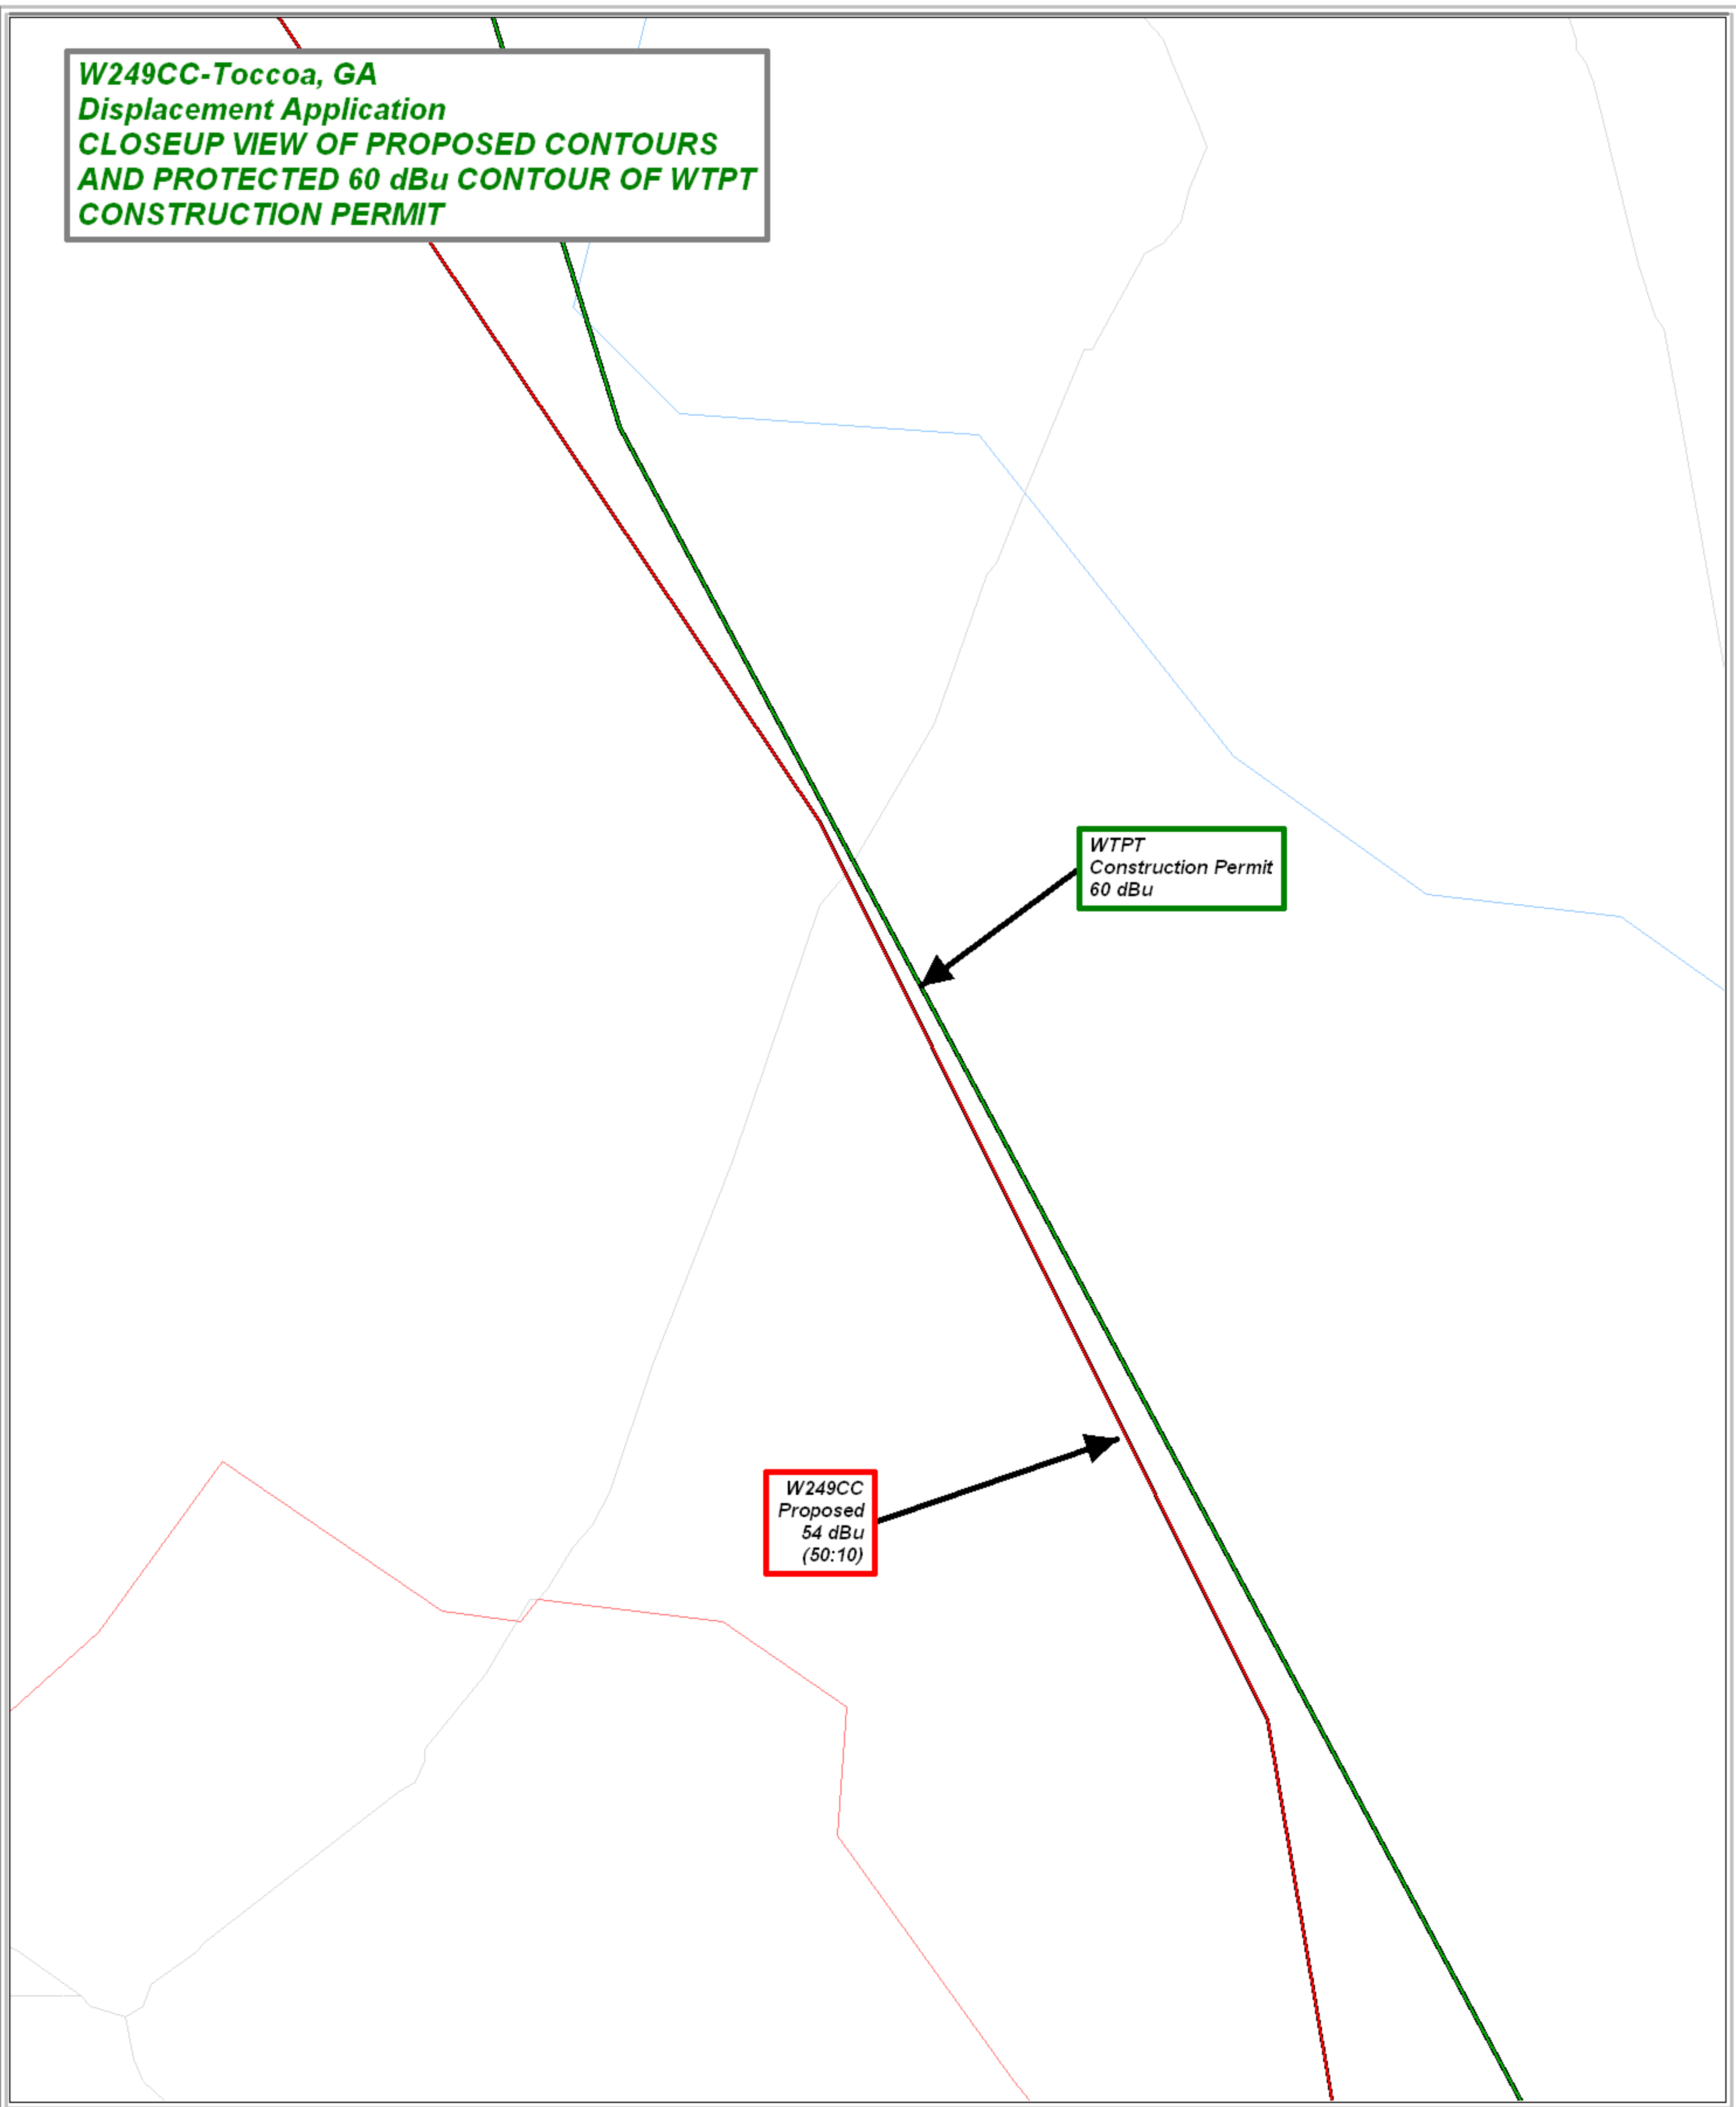 W249CC-Toccoa, GA
Displacement Application
CLOSEUP VIEW OF PROPOSED CONTOURS
AND PROTECTED 60 dBu CONTOUR OF WTPT
CONSTRUCTION PERMIT
WTPT
Construction Permit
60 dBu
W249CC
Proposed
54 dBu
(50:10)